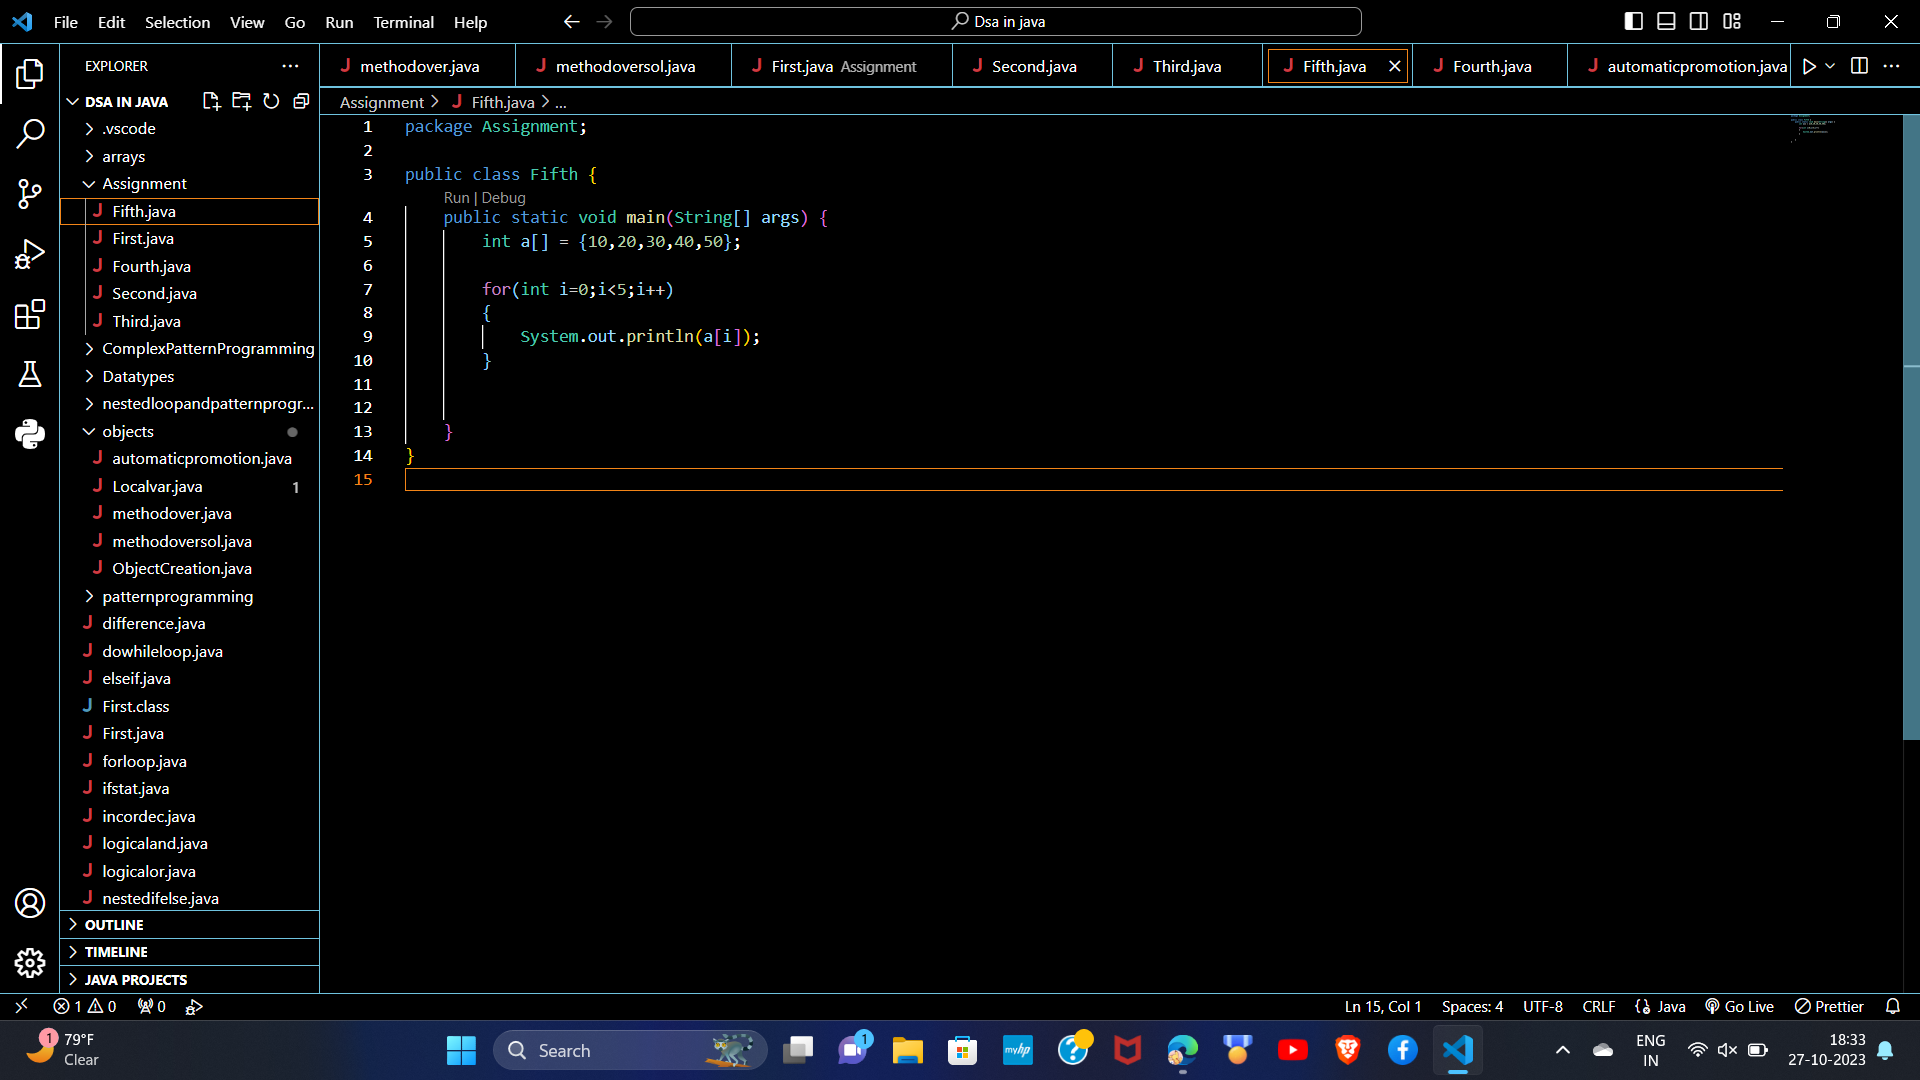 File Edit Selection View Go Run Terminal Help
Dsa in java
EXPLORER
DSA IN JAVA
.vscode
arrays
Assignment
Fifth.java
First.java
Fourth.java
Second.java
Third.java
ComplexPatternProgramming
Datatypes
nestedloopandpatternprogr...
objects
automaticpromotion.java
Localvar.java 1
methodover.java
methodoversol.java
ObjectCreation.java
patternprogramming
difference.java
dowhileloop.java
elseif.java
First.class
First.java
forloop.java
ifstat.java
incordec.java
logicaland.java
logicalor.java
nestedifelse.java
OUTLINE
TIMELINE
JAVA PROJECTS
methodover.java methodoversol.java First.java Assignment Second.java Third.java Fifth.java Fourth.java automaticpromotion.java
Assignment > Fifth.java > ...
1 package Assignment;
2
3 public class Fifth {
Run | Debug
4 public static void main(String[] args) {
5 int a[] = {10,20,30,40,50};
6
7 for(int i=0;i<5;i++)
8 {
9 System.out.println(a[i]);
10 }
11
12
13 }
14 }
15
1 0 0 Ln 15, Col 1 Spaces: 4 UTF-8 CRLF Java Go Live Prettier
1 79°F
Clear
Search
1
myhp
ENG
IN
18:33
27-10-2023